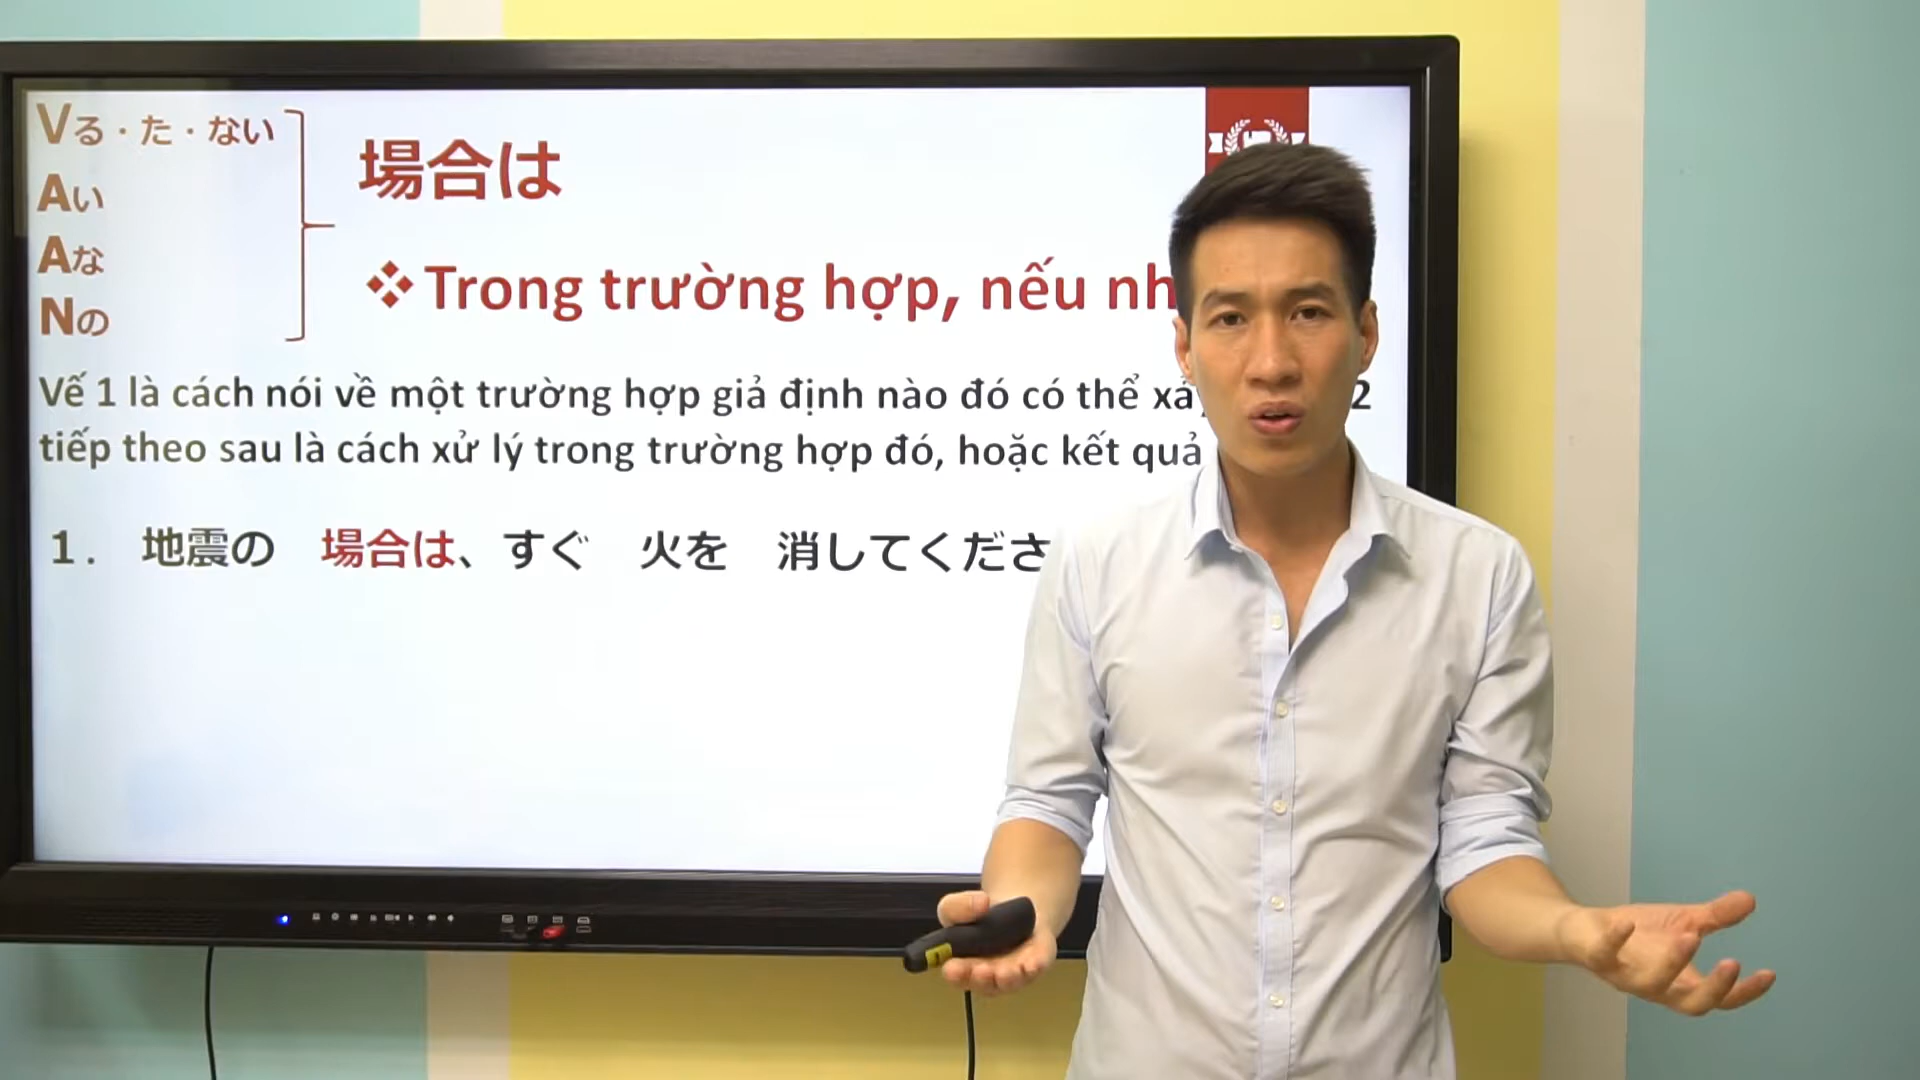 Vる・た・ない
Aい
Aな
Nの
場合は
❖Trong trường hợp, nếu
Vế 1 là cách nói về một trường hợp giả định nào đó có thể 2
tiếp theo sau là cách xử lý trong trường hợp đó, hoặc kết quả
1. 地震の 場合は、すぐ 火を 消してくださ